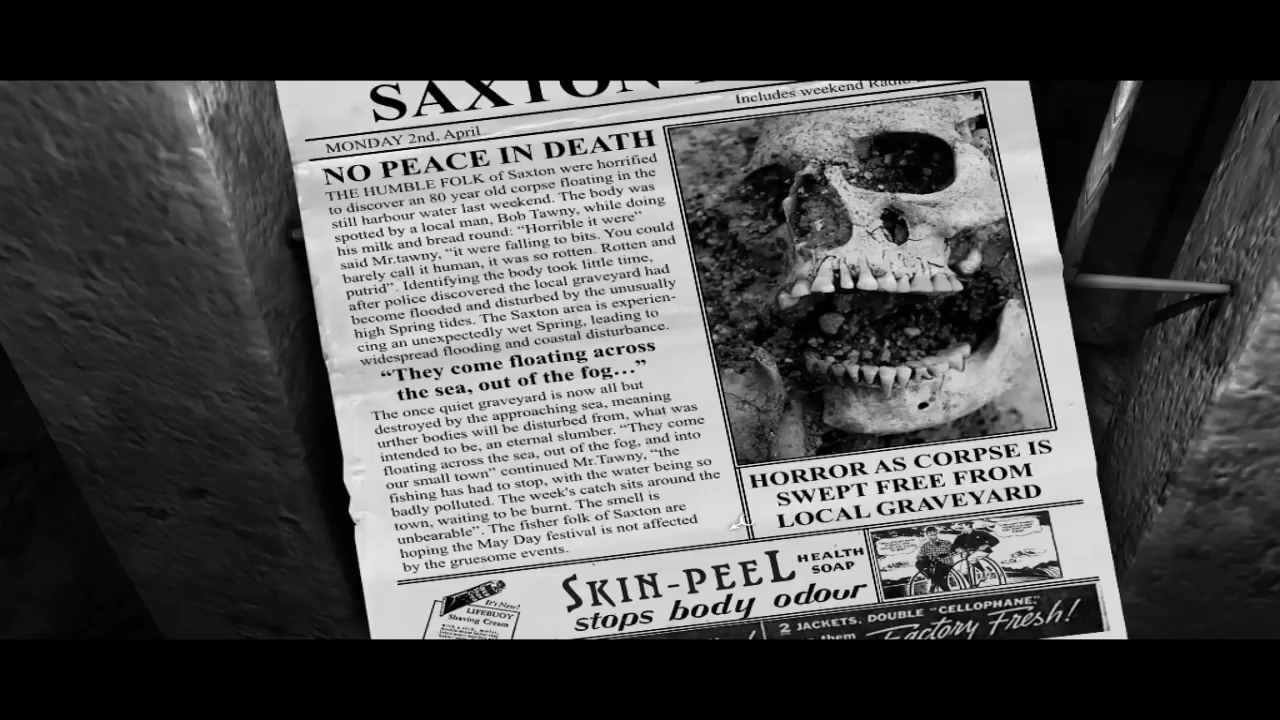 SAXTON
Includes weekend Radio
MONDAY 2nd, April
NO PEACE IN DEATH
THE HUMBLE FOLK of Saxton were horrified
to discover an 80 year old corpse floating in the
still harbour water last weekend. The body was
spotted by a local man, Bob Tawny, while doing
his milk and bread round: “Horrible it were”
said Mr.tawny, “it were falling to bits. You could
barely call it human, it was so rotten. Rotten and
putrid”. Identifying the body took little time,
after police discovered the local graveyard had
become flooded and disturbed by the unusually
high Spring tides. The Saxton area is experien-
cing an unexpectedly wet Spring, leading to
widespread flooding and coastal disturbance.
“They come floating across
the sea, out of the fog...”
The once quiet graveyard is now all but
destroyed by the approaching sea, meaning
urther bodies will be disturbed from, what was
intended to be, an eternal slumber. “They come
floating across the sea, out of the fog, and into
our small town” continued Mr.Tawny, “the
fishing has had to stop, with the water being so
badly polluted. The week's catch sits around the
town, waiting to be burnt. The smell is
unbearable”. The fisher folk of Saxton are
hoping the May Day festival is not affected
by the gruesome events.
HORROR AS CORPSE IS
SWEPT FREE FROM
LOCAL GRAVEYARD
It's New!
LIFEBUOY
Shaving Cream
SKIN-PEEL HEALTH
SOAP
stops body odour
2 JACKETS, DOUBLE "CELLOPHANE"
them Factory Fresh!